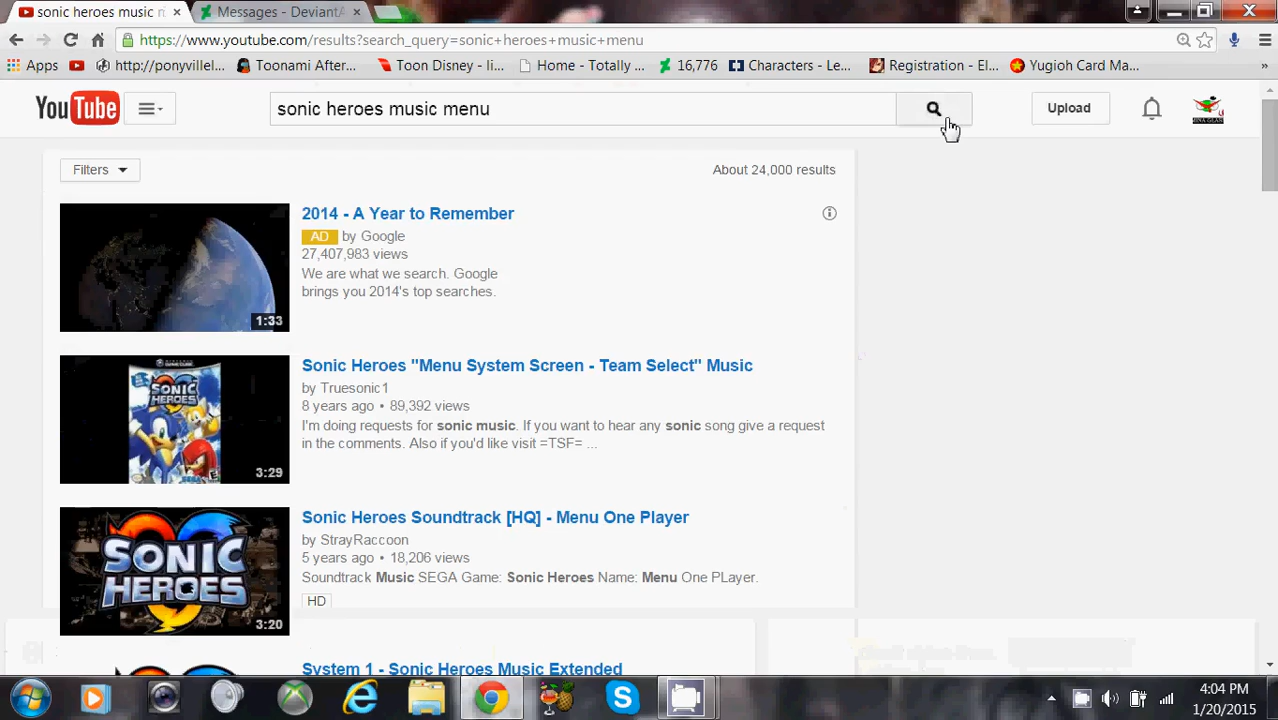 sonic heroes music m
Messages - DeviantA
https://www.youtube.com/results?search_query=sonic+heroes+music+menu
Apps
http://ponyvillel...
Toonami After...
Toon Disney - li...
Home - Totally ...
16,776
Characters - Le...
Registration - El...
Yugioh Card Ma...
»
YouTube
sonic heroes music menu
Upload
Filters
About 24,000 results
2014 - A Year to Remember
AD by Google
27,407,983 views
We are what we search. Google
brings you 2014's top searches.
1:33
Sonic Heroes "Menu System Screen - Team Select" Music
by Truesonic1
8 years ago • 89,392 views
I'm doing requests for sonic music. If you want to hear any sonic song give a request
in the comments. Also if you'd like visit =TSF= ...
SONIC
HEROES
3:29
Sonic Heroes Soundtrack [HQ] - Menu One Player
by StrayRaccoon
5 years ago • 18,206 views
Soundtrack Music SEGA Game: Sonic Heroes Name: Menu One PLayer.
HD
SONIC
HEROES
3:20
System 1 - Sonic Heroes Music Extended
4:04 PM
1/20/2015